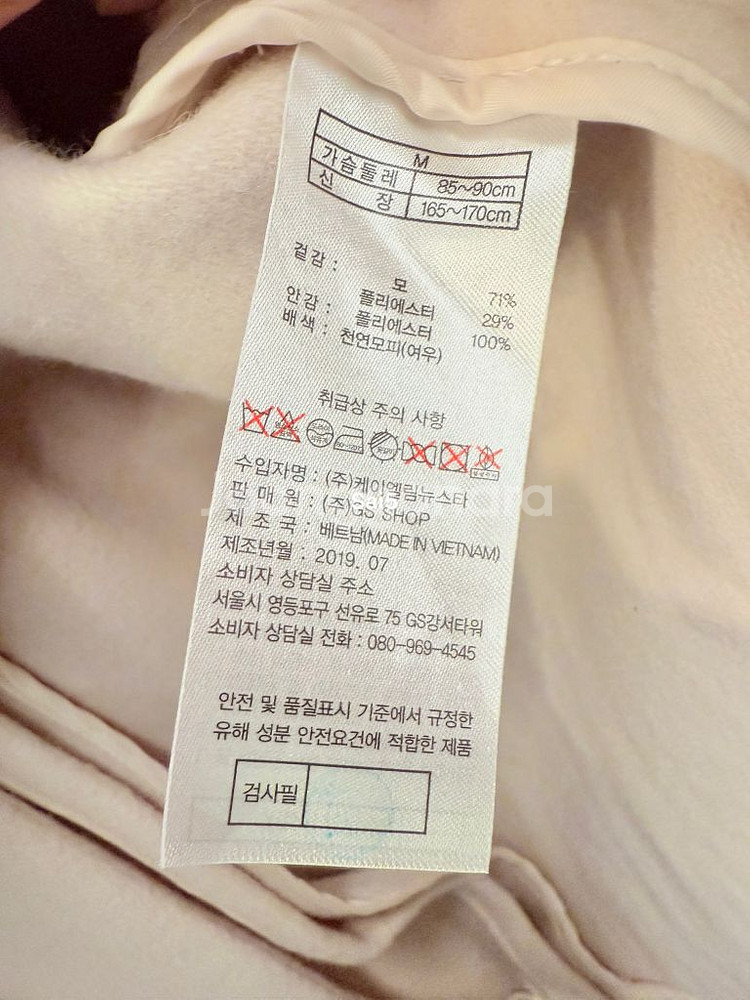 M
가슴둘레 85~90cm
신 장 165~170cm
겉감 : 모 71%
폴리에스터 29%
안감 : 폴리에스터 100%
배색 : 천연모피(여우)
취급상 주의 사항
수입자명 : (주)케이엘림뉴스타
판 매 원 : (주)GS SHOP
제 조 국 : 베트남(MADE IN VIETNAM)
제조년월 : 2019. 07
소비자 상담실 주소
서울시 영등포구 선유로 75 GS강서타워
소비자 상담실 전화 : 080-969-4545
안전 및 품질표시 기준에서 규정한
유해 성분 안전요건에 적합한 제품
검사필